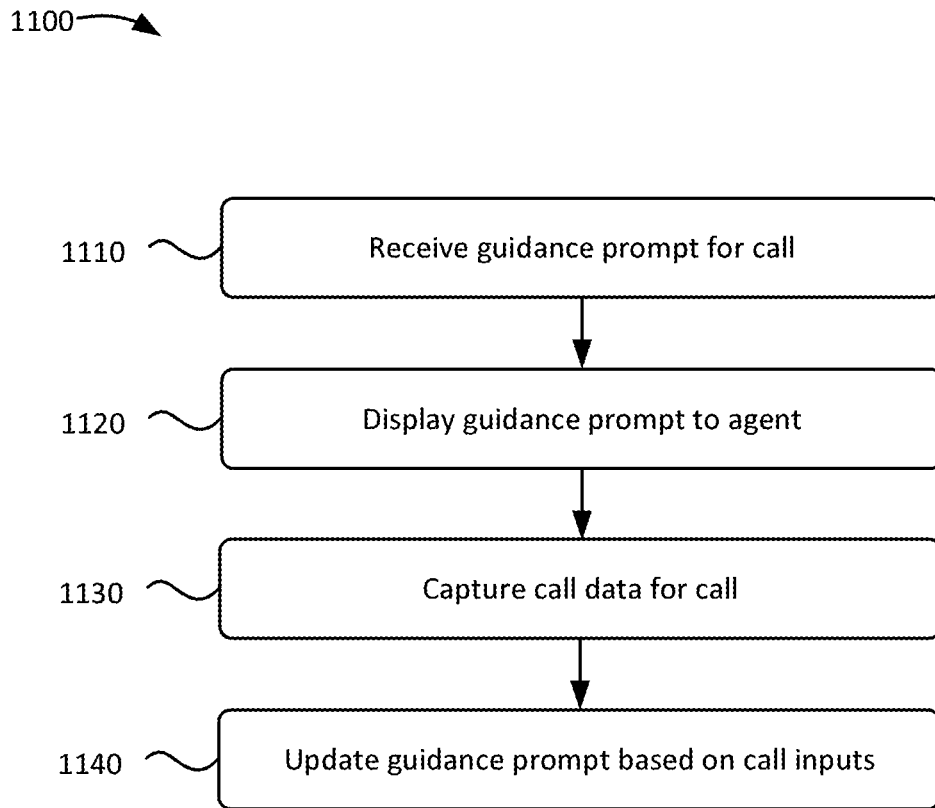 1100
1110
Receive guidance prompt for call
1120
Display guidance prompt to agent
1130
Capture call data for call
1140
Update guidance prompt based on call inputs